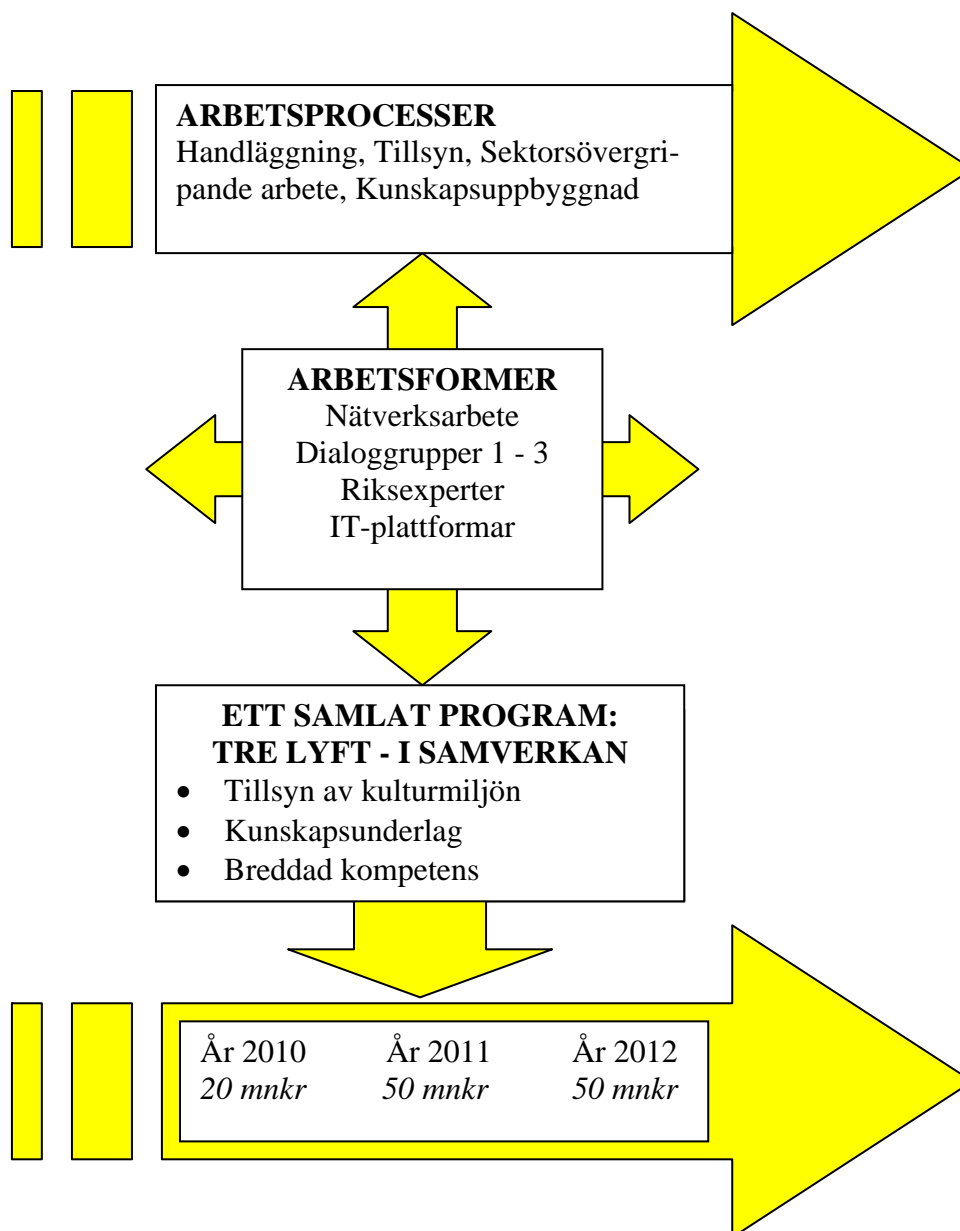 ARBETSPROCESSER
Handläggning, Tillsyn, Sektorsövergri-
pande arbete, Kunskapsuppbyggnad
ARBETSFORMER
Nätverksarbete
Dialoggrupper 1 - 3
Riksexperter
IT-plattformar
ETT SAMLAT PROGRAM:
TRE LYFT - I SAMVERKAN
• Tillsyn av kulturmiljön
• Kunskapsunderlag
• Breddad kompetens
År 2010 År 2011 År 2012
20 mnkr 50 mnkr 50 mnkr